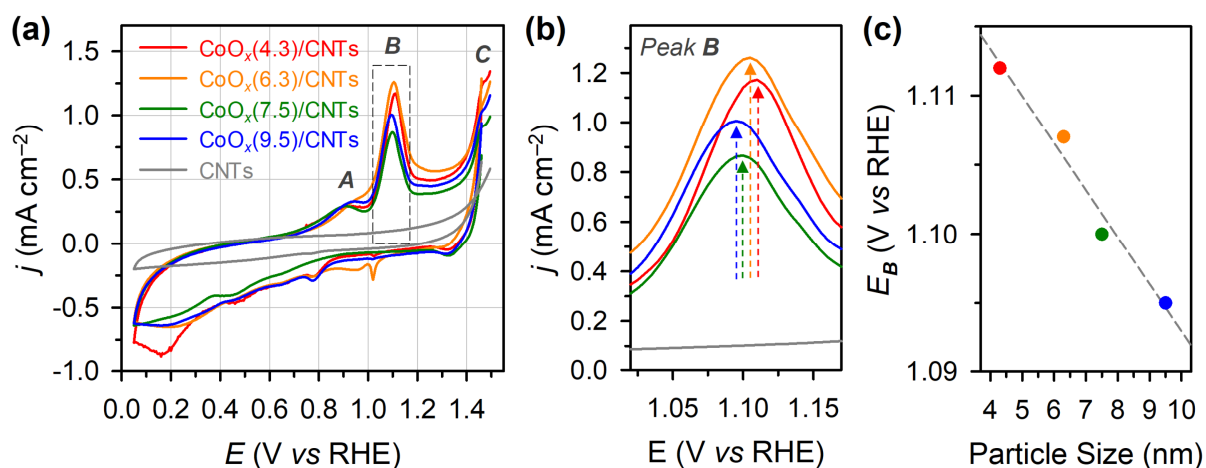 (a)
j (mA cm−2)
1.5
1.0
0.5
0.0
-0.5
-1.0
CoOx(4.3)/CNTs
CoOx(6.3)/CNTs
CoOx(7.5)/CNTs
CoOx(9.5)/CNTs
CNTs
A
B
C
0.0 0.2 0.4 0.6 0.8 1.0 1.2 1.4
E (V vs RHE)
(b)
Peak B
j (mA cm−2)
1.2
1.0
0.8
0.6
0.4
0.2
0.0
1.05 1.10 1.15
E (V vs RHE)
(c)
EB (V vs RHE)
1.11
1.10
1.09
4 5 6 7 8 9 10
Particle Size (nm)